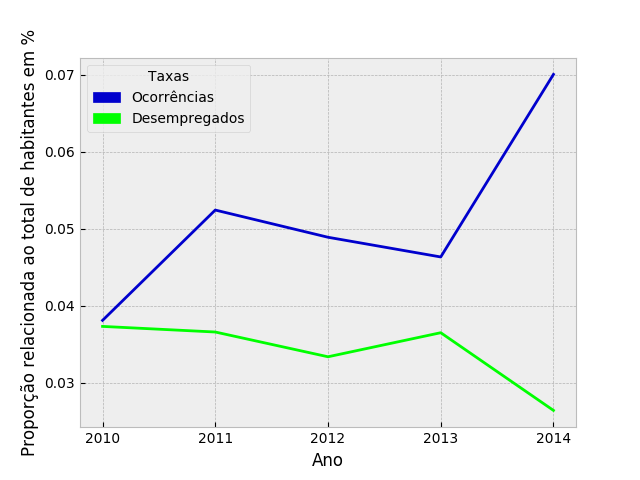 Proporção relacionada ao total de habitantes em %
0.07
0.06
0.05
0.04
0.03
Taxas
Ocorrências
Desempregados
2010 2011 2012 2013 2014
Ano